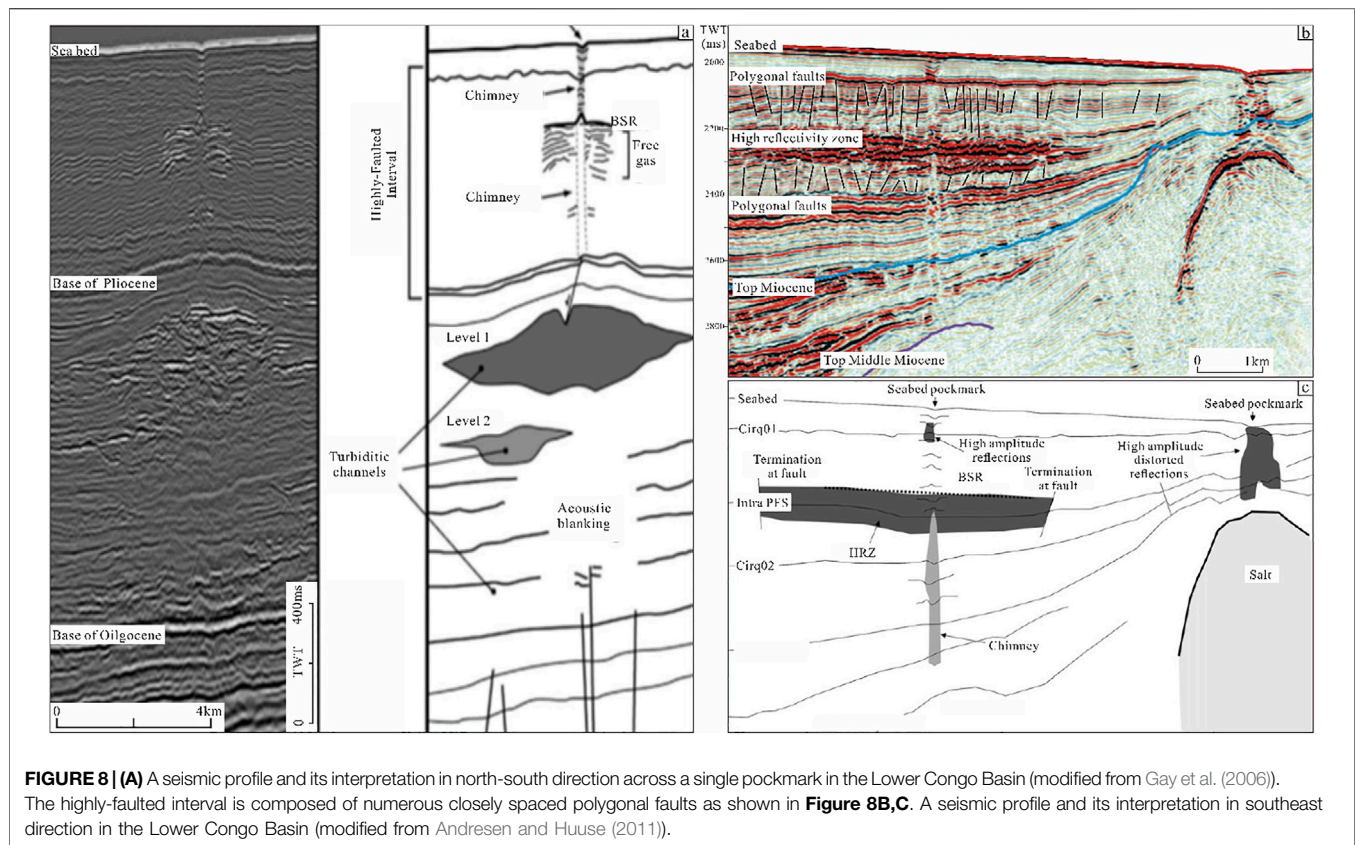 Sea bed
Base of Pliocene
Base of Oilgocene
TWT
400ms
0
0
4km
a
Chimney
BSR
Free
gas
Highly-Faulted
Interval
Chimney
Level 1
Level 2
Turbiditic
channels
Acoustic
blanking
TWT
(ms)
2000
2200
2400
2600
2800
b
Seabed
Polygonal faults
High reflectivity zone
Polygonal faults
Top Miocene
Top Middle Miocene
0
1km
c
Seabed pockmark
Seabed
Seabed pockmark
Cirq01
High amplitude
reflections
High amplitude
distorted
reflections
Termination
at fault
BSR
Termination
at fault
Intra PFS
HRZ
Cirq02
Salt
Chimney
FIGURE 8 | (A) A seismic profile and its interpretation in north-south direction across a single pockmark in the Lower Congo Basin (modified from Gay et al. (2006)).
The highly-faulted interval is composed of numerous closely spaced polygonal faults as shown in Figure 8B,C. A seismic profile and its interpretation in southeast
direction in the Lower Congo Basin (modified from Andresen and Huuse (2011)).